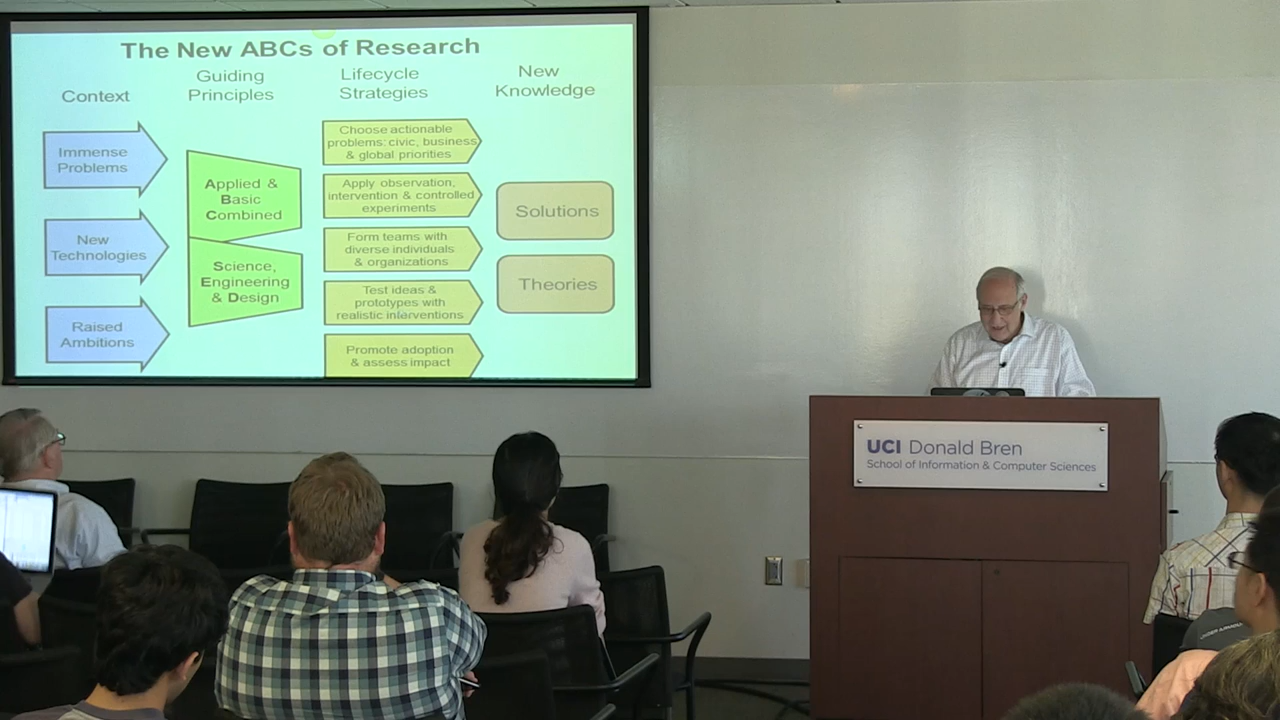 The New ABCs of Research
Context
Guiding
Principles
Lifecycle
Strategies
New
Knowledge
Immense
Problems
New
Technologies
Raised
Ambitions
Applied &
Basic
Combined
Science,
Engineering
& Design
Choose actionable
problems: civic, business
& global priorities
Apply observation,
intervention & controlled
experiments
Form teams with
diverse individuals
& organizations
Test ideas &
prototypes with
realistic interventions
Promote adoption
& assess impact
Solutions
Theories
UCI Donald Bren
School of Information & Computer Sciences
UNDER ARMOUR